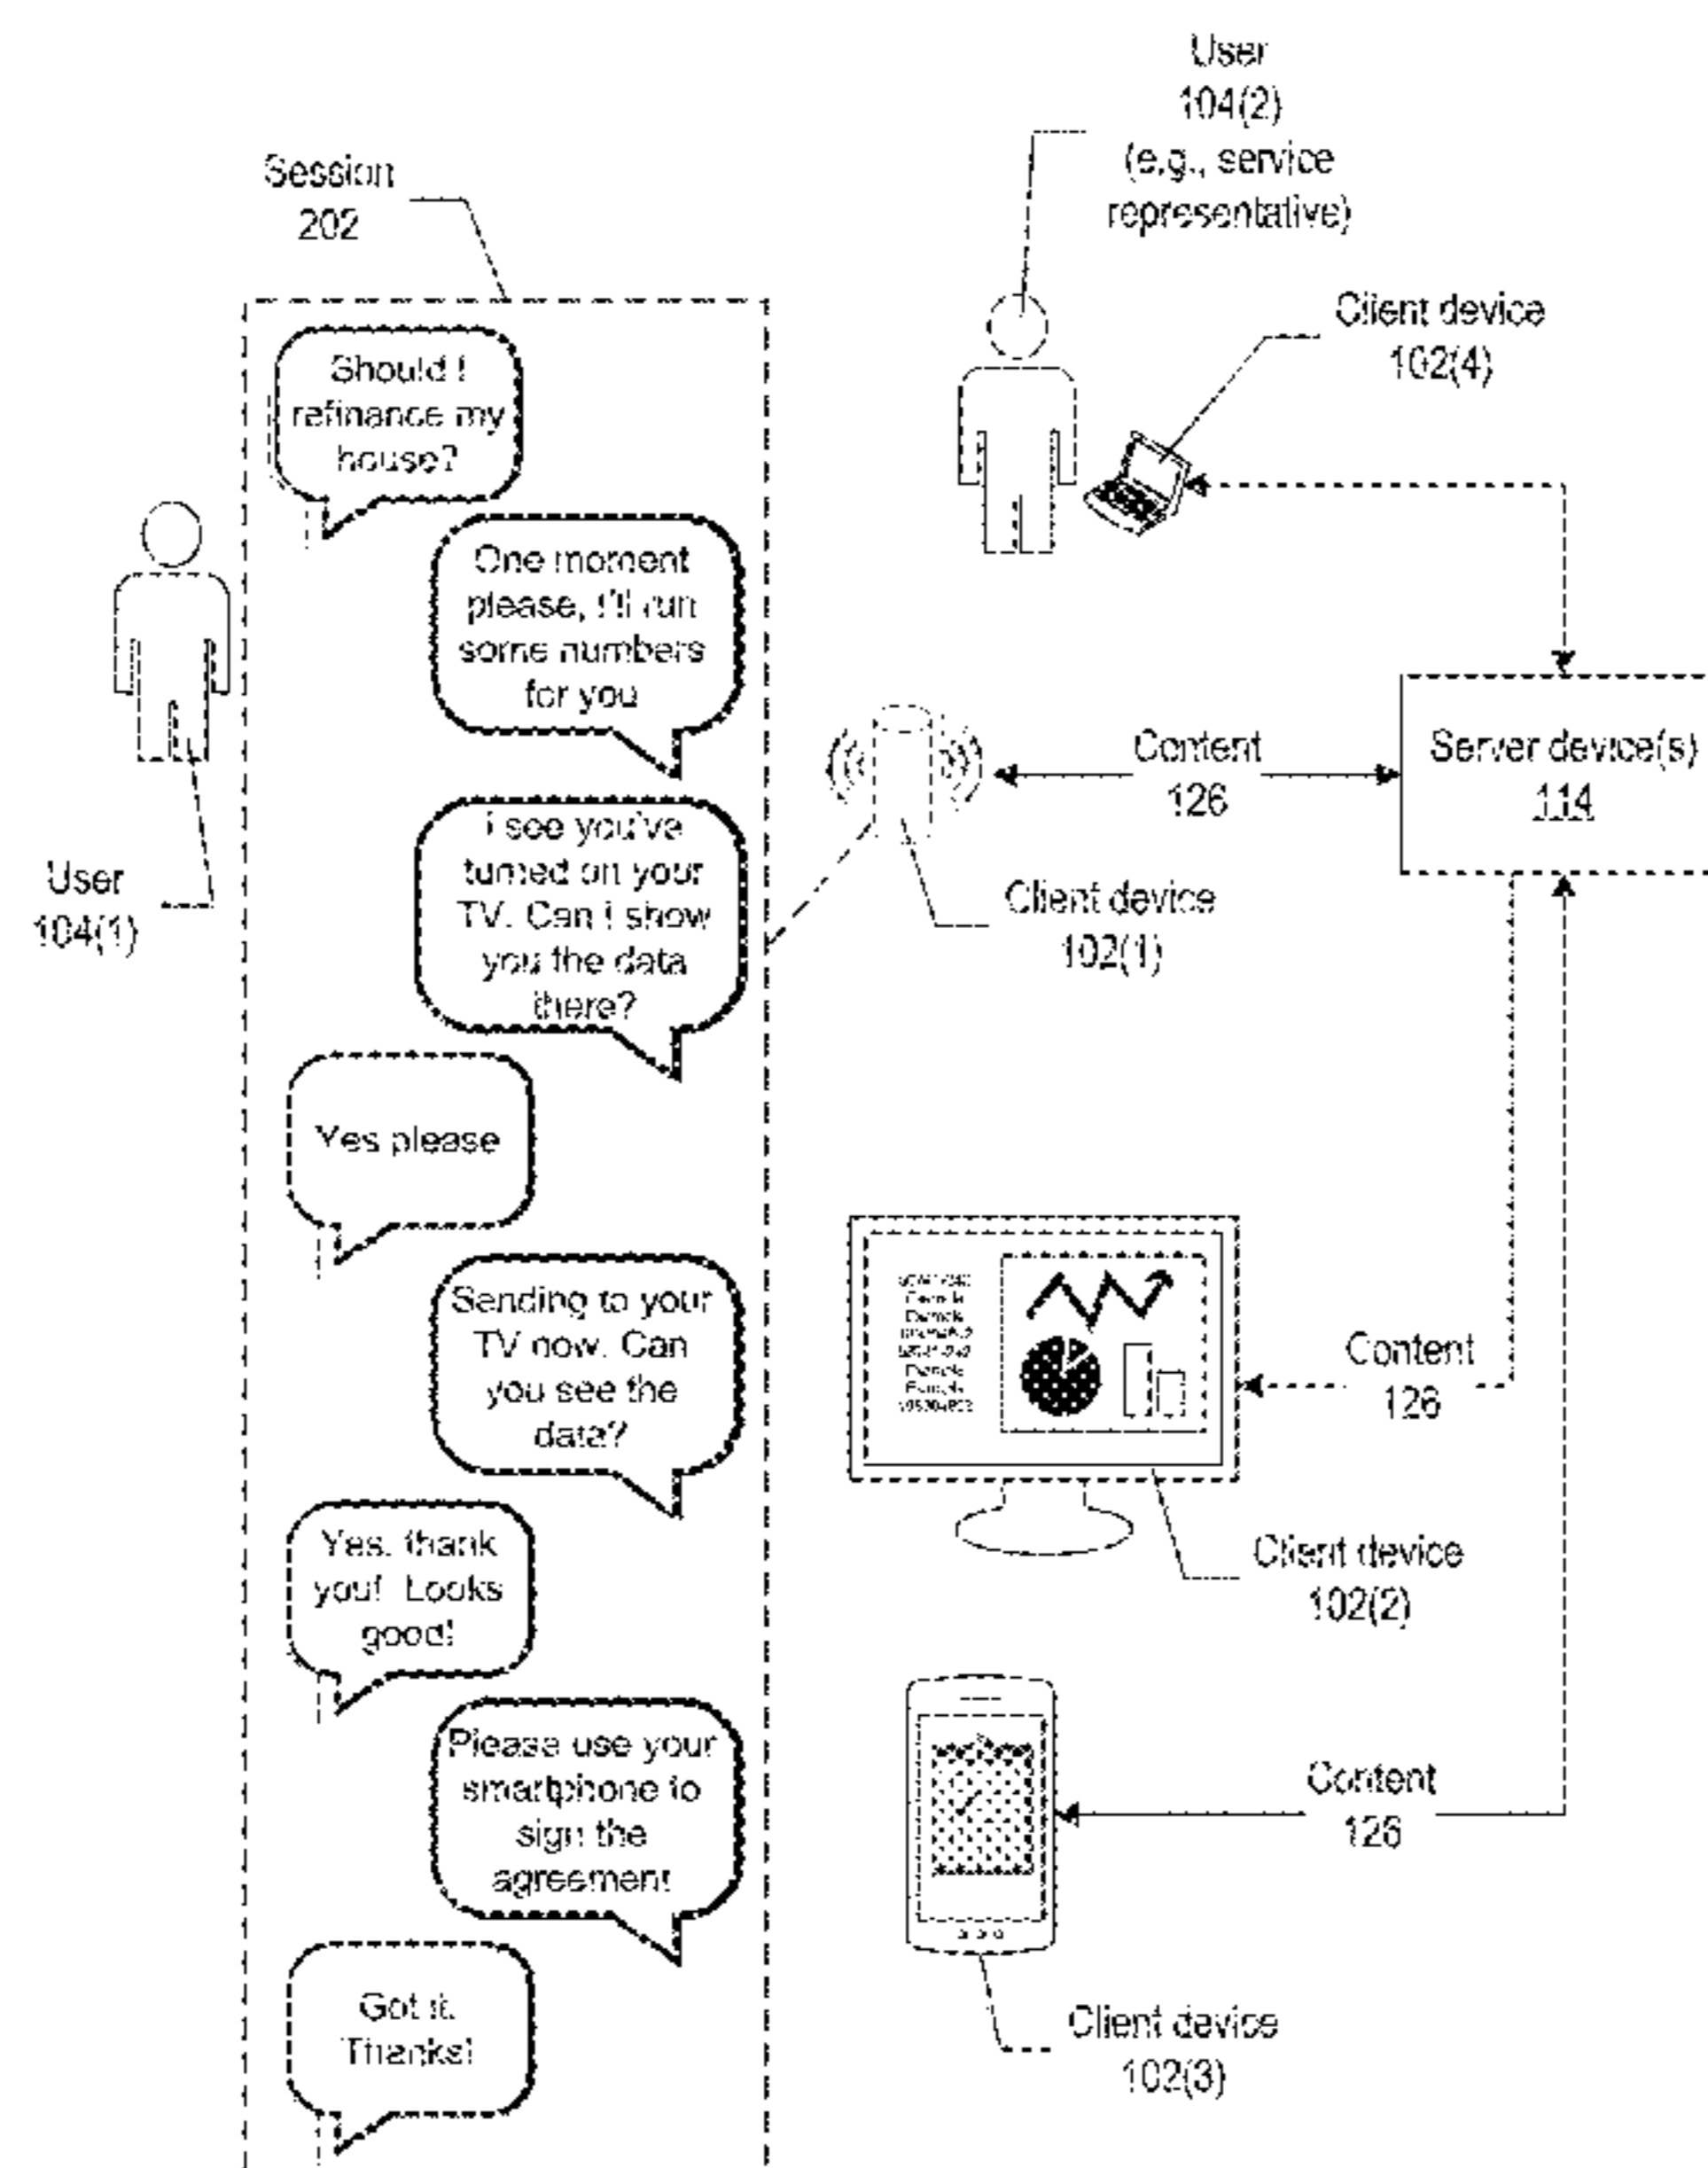 User
104(2)
(e.g., service
representative)
Session
202
Client device
102(4)
Should I
refinance my
house?
One moment
please, I'll run
some numbers
for you
Server device(s)
114
Content
126
I see you've
turned on your
TV. Can I show
you the data
there?
User
104(1)
Client device
102(1)
Yes please
Sending to your
TV now. Can
you see the
data?
Example
Example
Example
Example
Content
126
Yes, thank
you! Looks
good!
Client device
102(2)
Please use your
smartphone to
sign the
agreement
Content
126
Got it.
Thanks!
Client device
102(3)